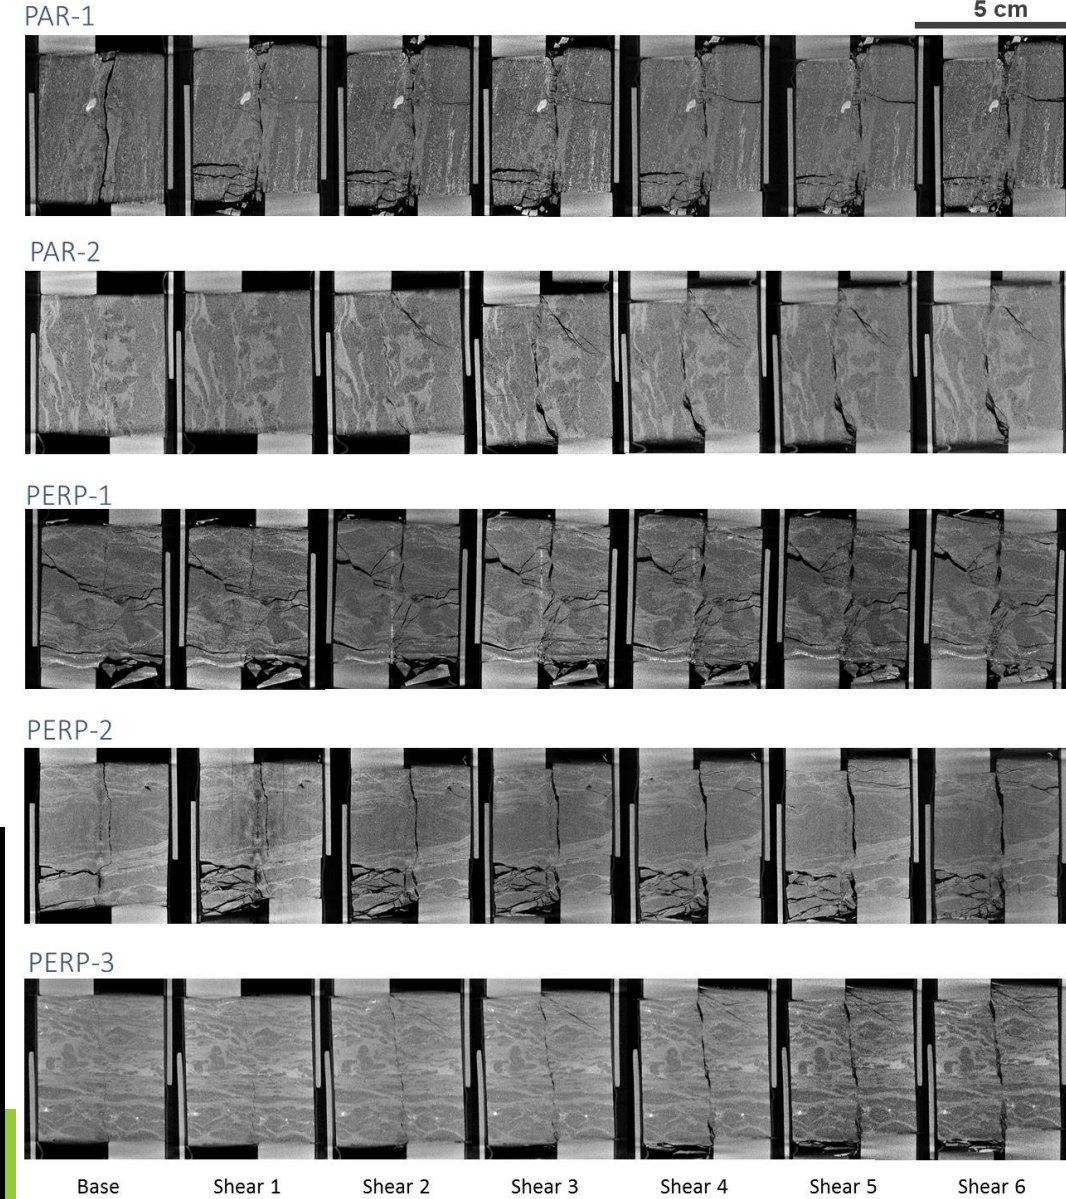 5 cm
PAR-1
PAR-2
PERP-1
PERP-2
PERP-3
Base Shear 1 Shear 2 Shear 3 Shear 4 Shear 5 Shear 6